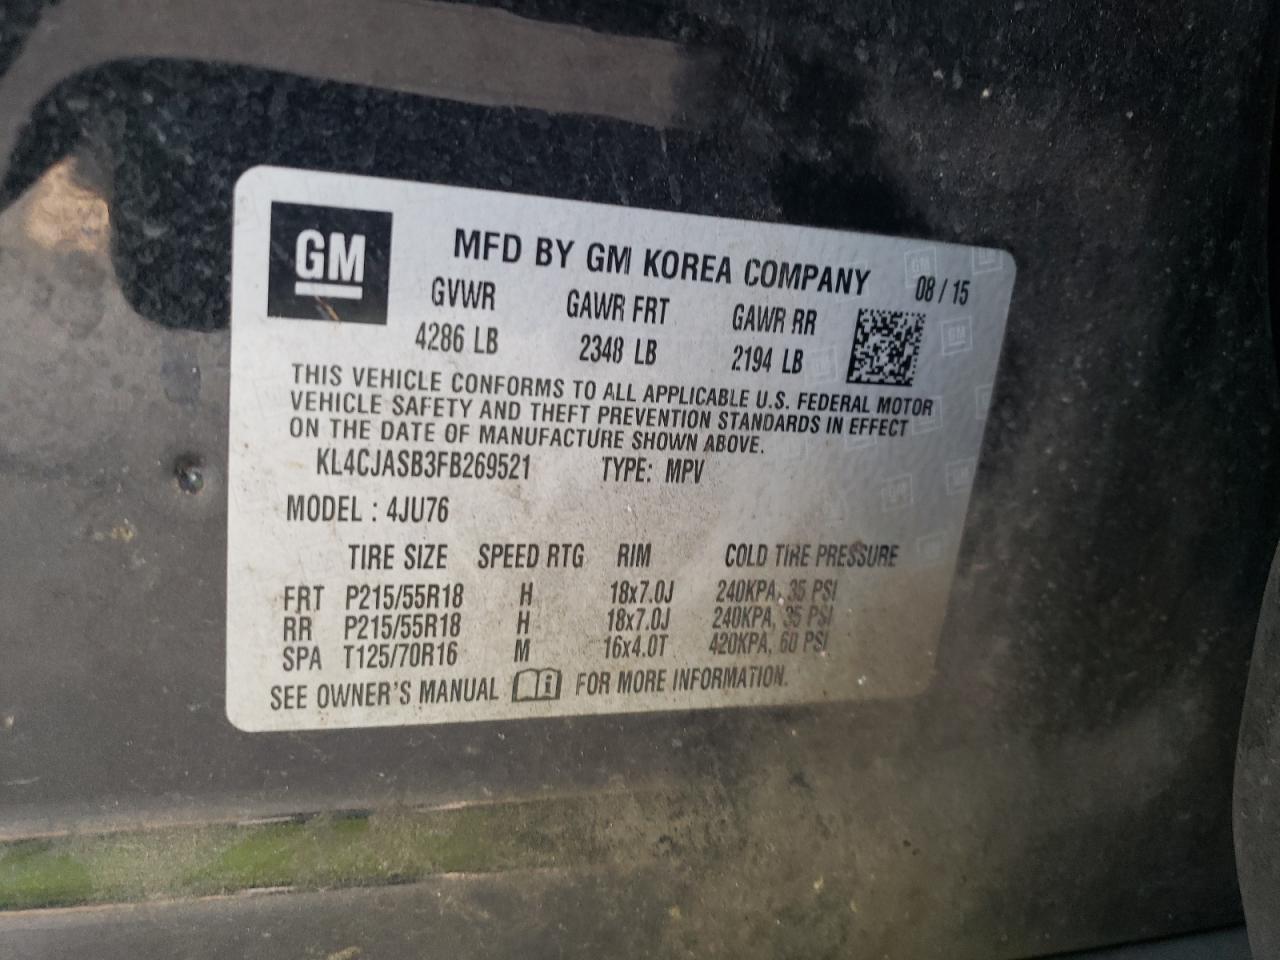 GM
MFD BY GM KOREA COMPANY 08 / 15
GVWR GAWR FRT GAWR RR
4286 LB 2348 LB 2194 LB
THIS VEHICLE CONFORMS TO ALL APPLICABLE U.S. FEDERAL MOTOR
VEHICLE SAFETY AND THEFT PREVENTION STANDARDS IN EFFECT
ON THE DATE OF MANUFACTURE SHOWN ABOVE.
KL4CJASB3FB269521 TYPE: MPV
MODEL : 4JU76
TIRE SIZE SPEED RTG RIM COLD TIRE PRESSURE
FRT P215/55R18 H 18x7.0J 240KPA, 35 PSI
RR P215/55R18 H 18x7.0J 240KPA, 35 PSI
SPA T125/70R16 M 16x4.0T 420KPA, 60 PSI
SEE OWNER'S MANUAL i FOR MORE INFORMATION.